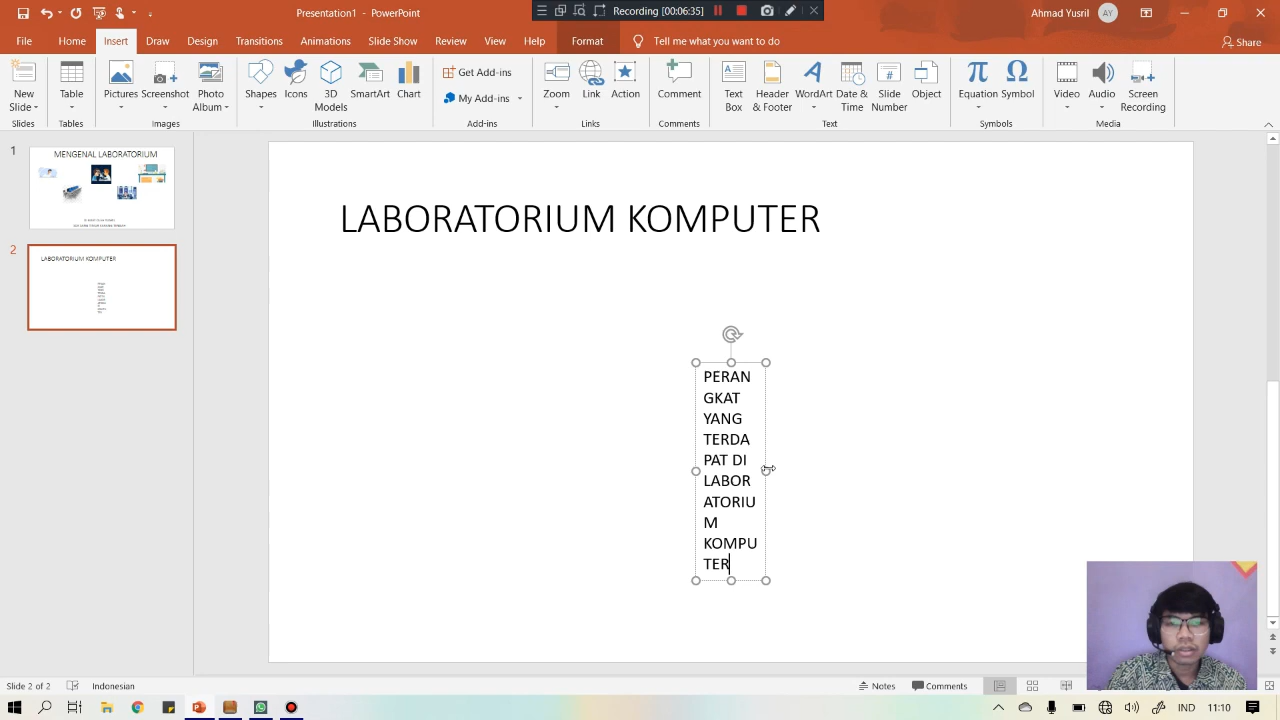 Presentation1 - PowerPoint
Recording [00:06:35]
Ahmad Yusril
AY
File Home Insert Draw Design Transitions Animations Slide Show Review View Help Format Tell me what you want to do
Share
New Slide
Table
Pictures
Screenshot
Photo Album
Shapes
Icons
3D Models
SmartArt
Chart
Get Add-ins
My Add-ins
Zoom
Link
Action
Comment
Text Box
Header & Footer
WordArt
Date & Time
Slide Number
Object
Equation
Symbol
Video
Audio
Screen Recording
Slides Tables Images Illustrations Add-ins Links Comments Text Symbols Media
1
MENGENAL LABORATORIUM
2
LABORATORIUM KOMPUTER
LABORATORIUM KOMPUTER
PERAN
GKAT
YANG
TERDA
PAT DI
LABOR
ATORIU
M
KOMPU
TER
Slide 2 of 2
Indonesian
Notes
Comments
IND
11:10